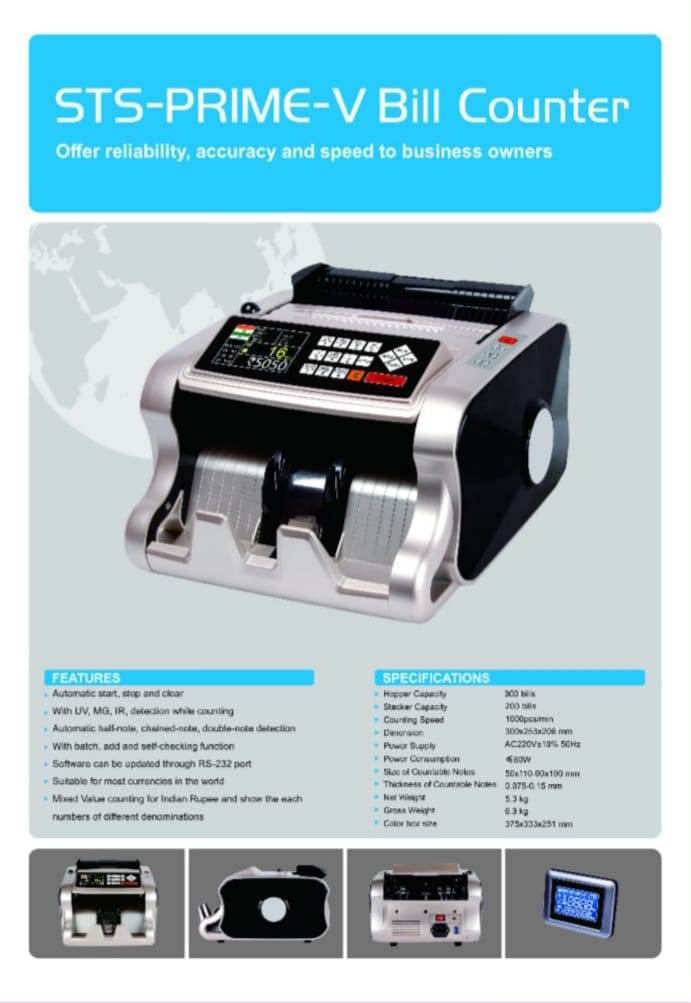 STS-PRIME-V Bill Counter
Offer reliability, accuracy and speed to business owners
16
₹5050
FEATURES
Automatic start, stop and clear
With UV, MG, IR, detection while counting
Automatic half-note, chained-note, double-note detection
With batch, add and self-checking function
Software can be updated through RS-232 port
Suitable for most currencies in the world
Mixed Value counting for Indian Rupee and show the each
numbers of different denominations
SPECIFICATIONS
Hopper Capacity 300 bills
Stacker Capacity 200 bills
Counting Speed 1000pcs/min
Dimension 300x253x206 mm
Power Supply AC220V±10% 50Hz
Power Consumption ≤80W
Size of Countable Notes 50x110-90x190 mm
Thickness of Countable Notes 0.075-0.15 mm
Net Weight 5.3 kg
Gross Weight 6.3 kg
Color box size 375x333x251 mm